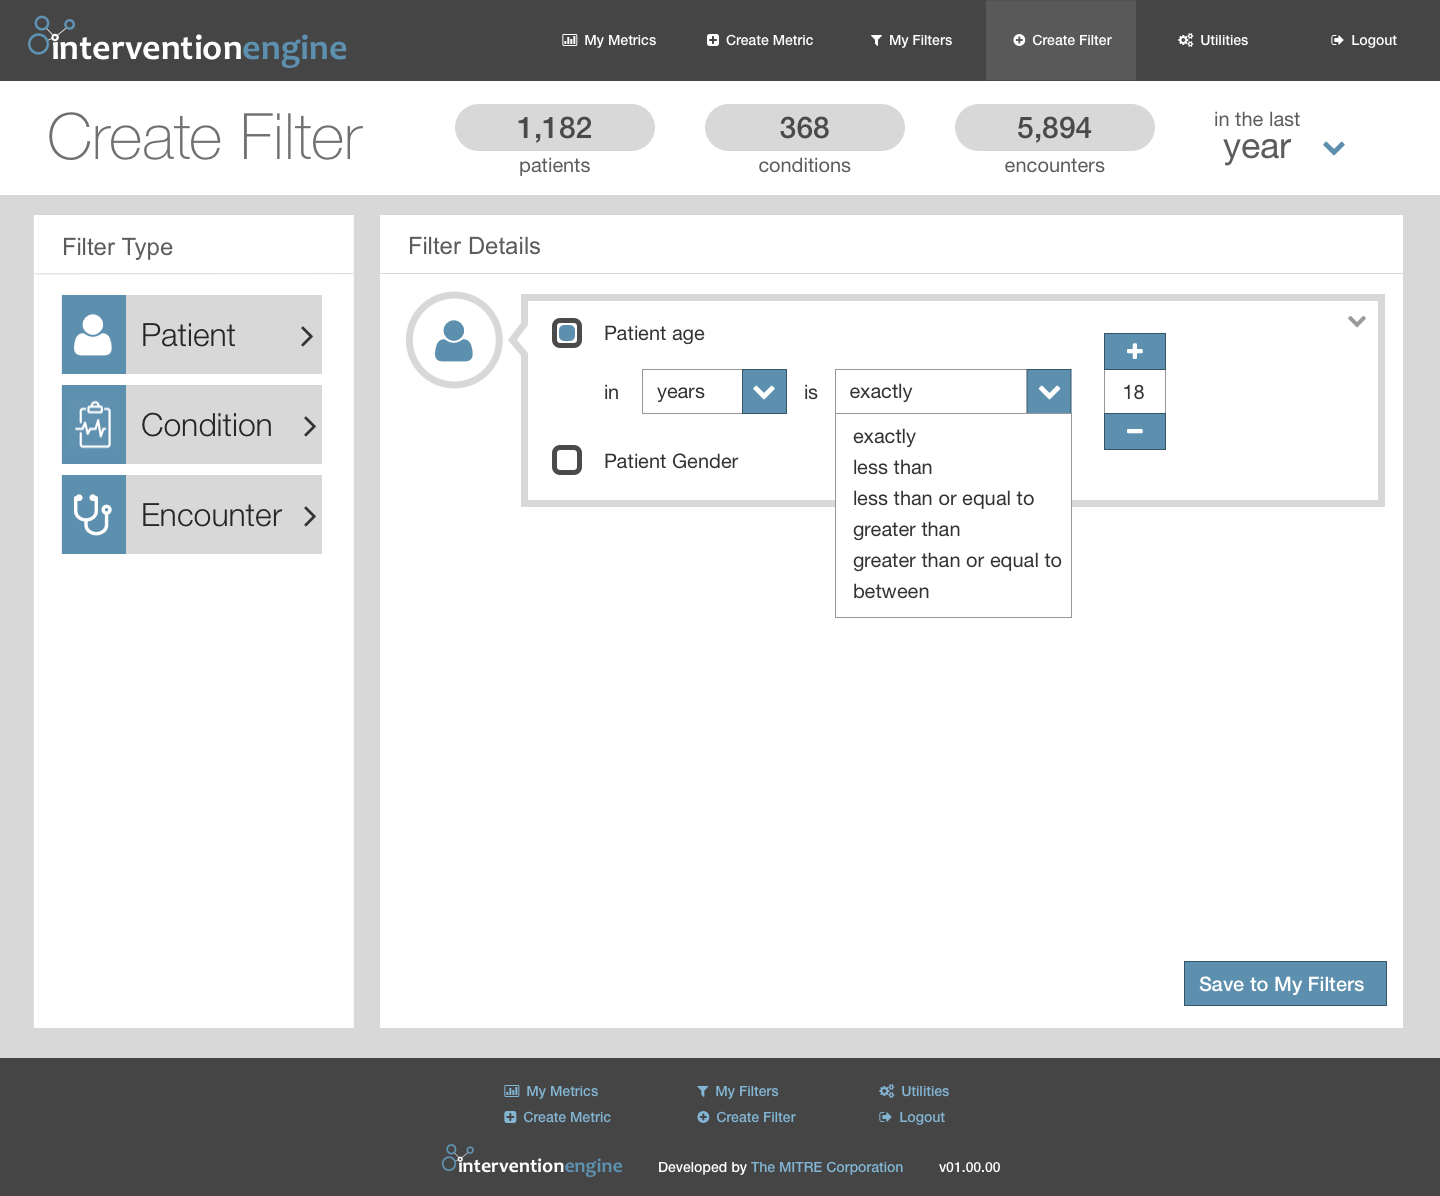 interventionengine
My Metrics
Create Metric
My Filters
Create Filter
Utilities
Logout
Create Filter
1,182
patients
368
conditions
5,894
encounters
in the last
year
Filter Type
Patient
Condition
Encounter
Filter Details
Patient age
in years is exactly
18
exactly
less than
less than or equal to
greater than
greater than or equal to
between
Patient Gender
Save to My Filters
My Metrics
My Filters
Utilities
Create Metric
Create Filter
Logout
interventionengine
Developed by The MITRE Corporation
v01.00.00